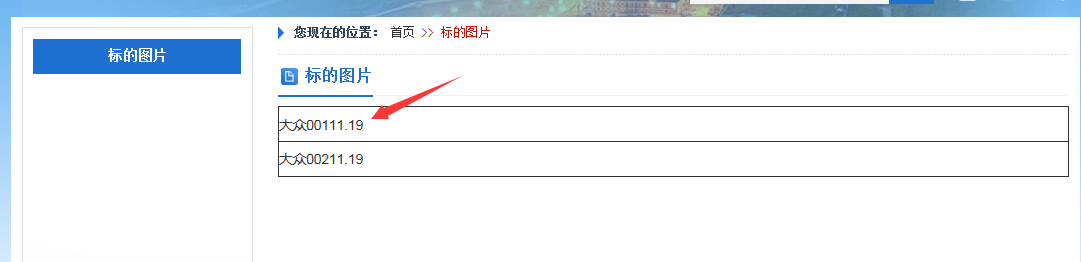 标的图片
您现在的位置： 首页 >> 标的图片
标的图片
大众00111.19
大众00211.19